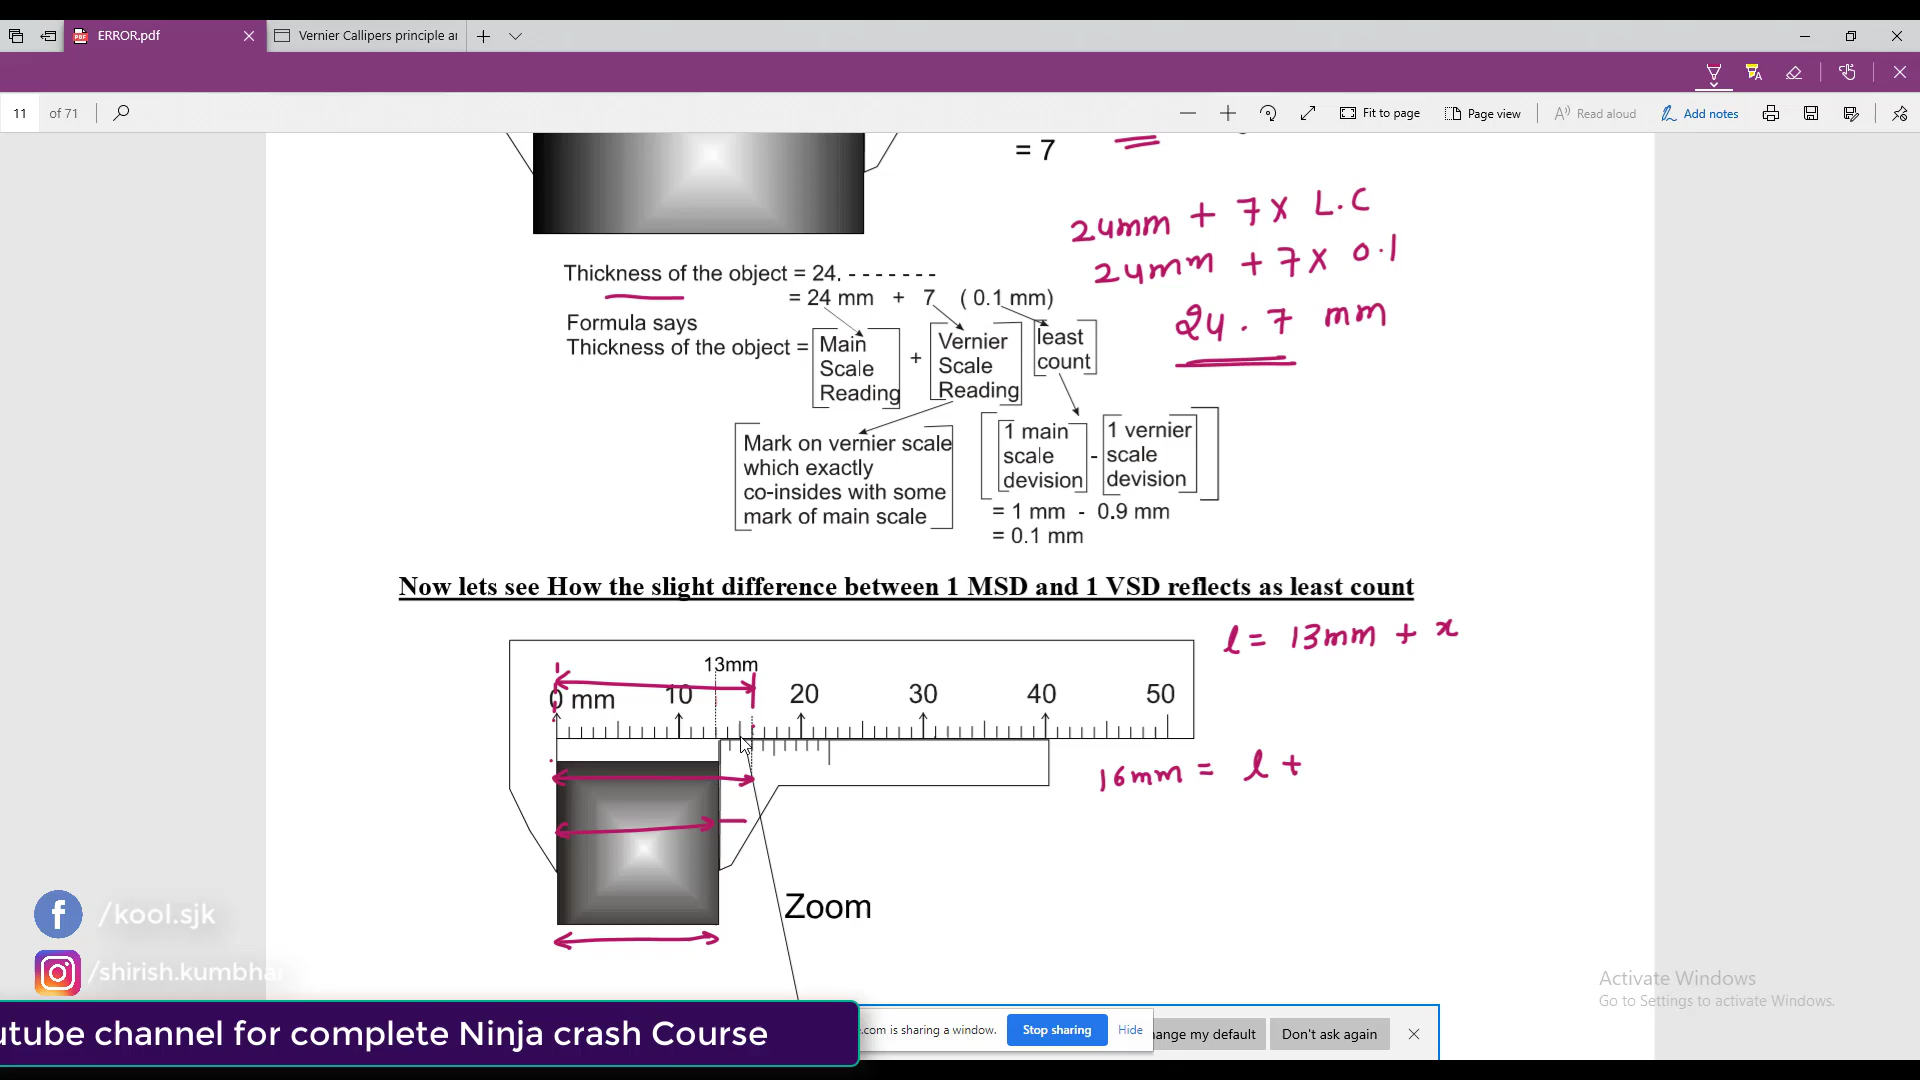 ERROR.pdf
Vernier Callipers principle ar
11 of 71
Fit to page
Page view
Read aloud
Add notes
= 7
24mm + 7 X L.C
24mm + 7 X 0.1
24.7 mm
Thickness of the object = 24. - - - - - - -
= 24 mm + 7 ( 0.1 mm)
Formula says
Thickness of the object =
Main
Scale
Reading
+
Vernier
Scale
Reading
least
count
Mark on vernier scale
which exactly
co-insides with some
mark of main scale
1 main
scale
devision
-
1 vernier
scale
devision
= 1 mm - 0.9 mm
= 0.1 mm
Now lets see How the slight difference between 1 MSD and 1 VSD reflects as least count
l = 13mm + x
13mm
0 mm 10 20 30 40 50
16mm = l +
Zoom
/kool.sjk
/shirish.kumbhar
Activate Windows
Go to Settings to activate Windows.
utube channel for complete Ninja crash Course
e.com is sharing a window.
Stop sharing
Hide
hange my default
Don't ask again